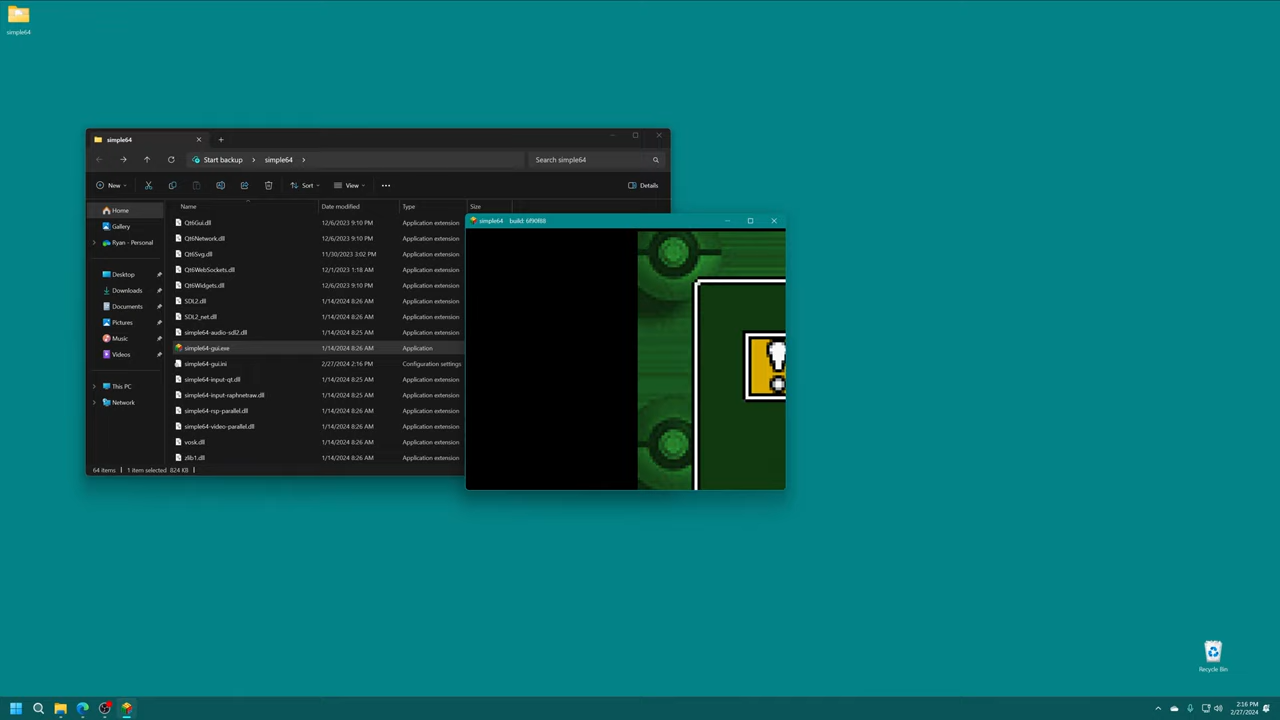 simple64
simple64
Start backup
simple64
Search simple64
New
Sort
View
Details
Home
Gallery
Ryan - Personal
Desktop
Downloads
Documents
Pictures
Music
Videos
This PC
Network
Name Date modified Type Size
Qt6Gui.dll 12/6/2023 9:10 PM Application extension
Qt6Network.dll 12/6/2023 9:10 PM Application extension
Qt6Svg.dll 11/30/2023 3:02 PM Application extension
Qt6WebSockets.dll 12/1/2023 1:18 AM Application extension
Qt6Widgets.dll 12/6/2023 9:10 PM Application extension
SDL2.dll 1/14/2024 8:26 AM Application extension
SDL2_net.dll 1/14/2024 8:26 AM Application extension
simple64-audio-sdl2.dll 1/14/2024 8:25 AM Application extension
simple64-gui.exe 1/14/2024 8:26 AM Application
simple64-gui.ini 2/27/2024 2:16 PM Configuration settings
simple64-input-qt.dll 1/14/2024 8:25 AM Application extension
simple64-input-raphnetraw.dll 1/14/2024 8:25 AM Application extension
simple64-rsp-parallel.dll 1/14/2024 8:26 AM Application extension
simple64-video-parallel.dll 1/14/2024 8:26 AM Application extension
vosk.dll 1/14/2024 8:26 AM Application extension
zlib1.dll 1/14/2024 8:26 AM Application extension
64 items 1 item selected 824 KB
simple64 build:
Recycle Bin
2:16 PM
2/27/2024